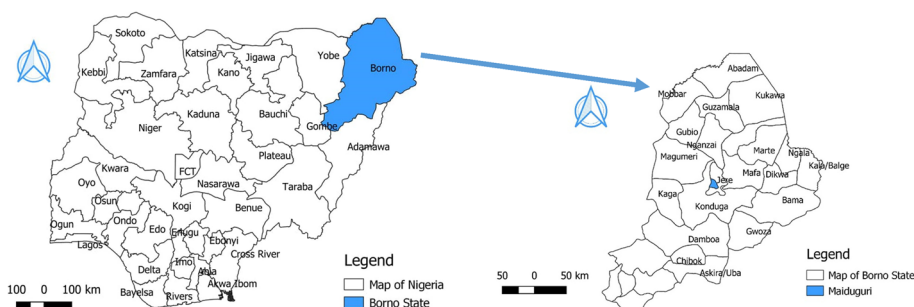 Sokoto
Katsina
Jigawa
Yobe
Borno
Kebbi
Zamfara
Kano
Kaduna
Bauchi
Gombe
Niger
Adamawa
Plateau
FCT
Kwara
Nasarawa
Taraba
Oyo
Osun
Kogi
Benue
Ogun
Ondo
Edo
Enugu
Ebonyi
Lagos
Cross River
Imo
Abia
Delta
Akwa Ibom
Bayelsa
Rivers
100 0 100 km
Legend
Map of Nigeria
Borno State
Abadam
Mobbar
Kukawa
Guzamala
Gubio
Nganzai
Magumeri
Marte
Ngala
Kala/Balge
Jere
Mafa
Dikwa
Kaga
Konduga
Bama
Gwoza
Damboa
Chibok
Askira/Uba
50 0 50 km
Legend
Map of Borno State
Maiduguri